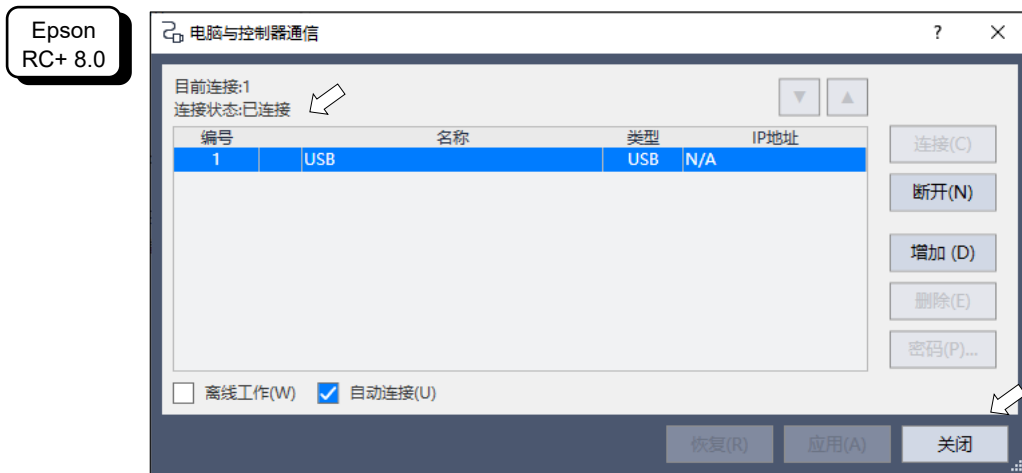 Epson
RC+ 8.0
电脑与控制器通信
?
目前连接:1
连接状态:已连接
▼ ▲
编号 名称 类型 IP地址
1 USB USB N/A
连接(C)
断开(N)
增加 (D)
删除(E)
密码(P)...
离线工作(W) 自动连接(U)
恢复(R) 应用(A) 关闭